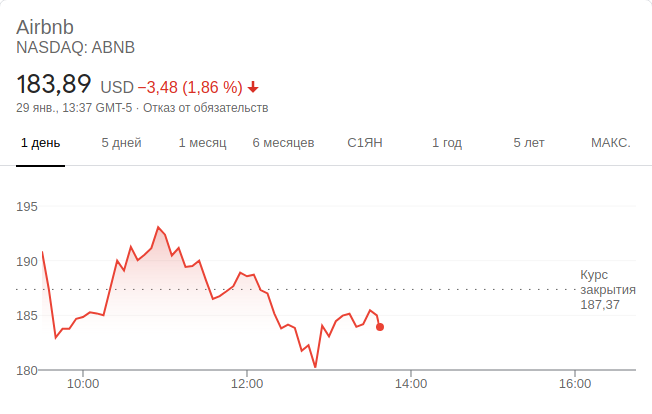 Airbnb
NASDAQ: ABNB
183,89 USD −3,48 (1,86 %)
29 янв., 13:37 GMT-5 · Отказ от обязательств
1 день 5 дней 1 месяц 6 месяцев С1ЯН 1 год 5 лет МАКС.
195
190
Курс
закрытия
187,37
185
180
10:00 12:00 14:00 16:00